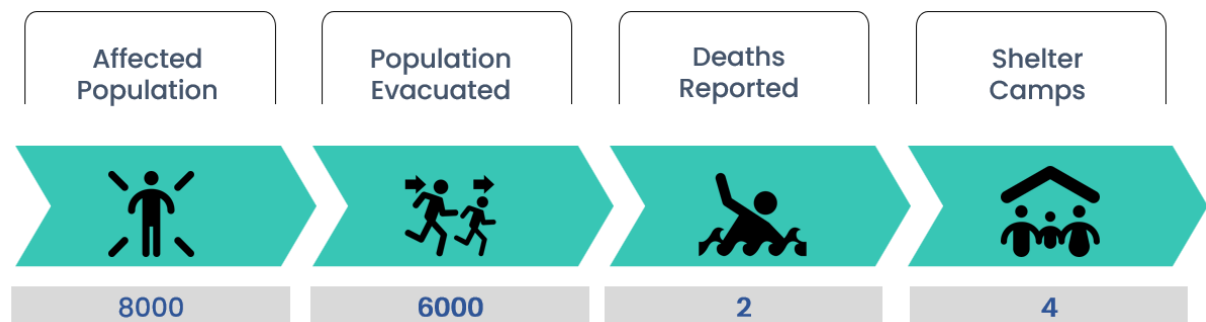 Affected
Population
Population
Evacuated
Deaths
Reported
Shelter
Camps
8000
6000
2
4